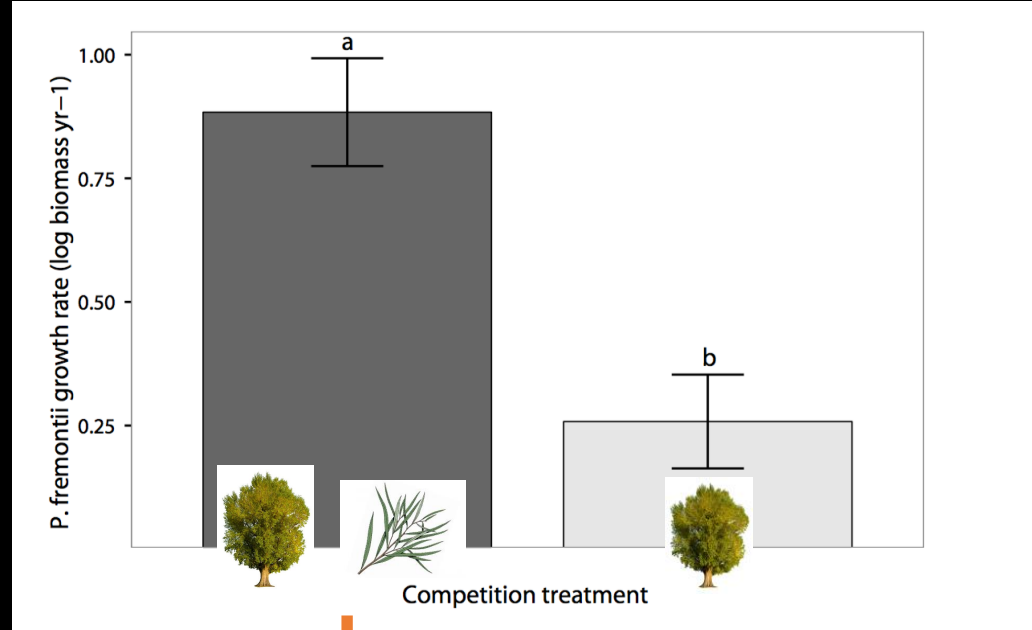 P. fremontii growth rate (log biomass yr−1)
1.00
0.75
0.50
0.25
a
b
Competition treatment